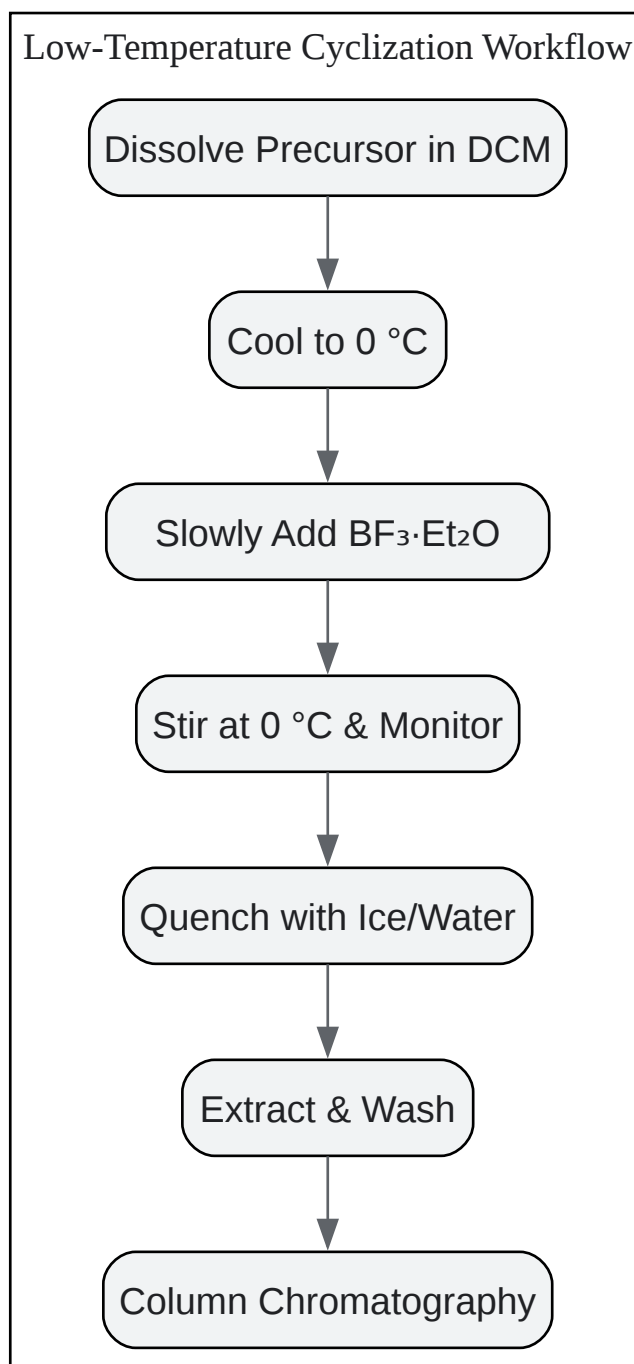 Low-Temperature Cyclization Workflow
Dissolve Precursor in DCM
Cool to 0 °C
Slowly Add BF₃·Et₂O
Stir at 0 °C & Monitor
Quench with Ice/Water
Extract & Wash
Column Chromatography